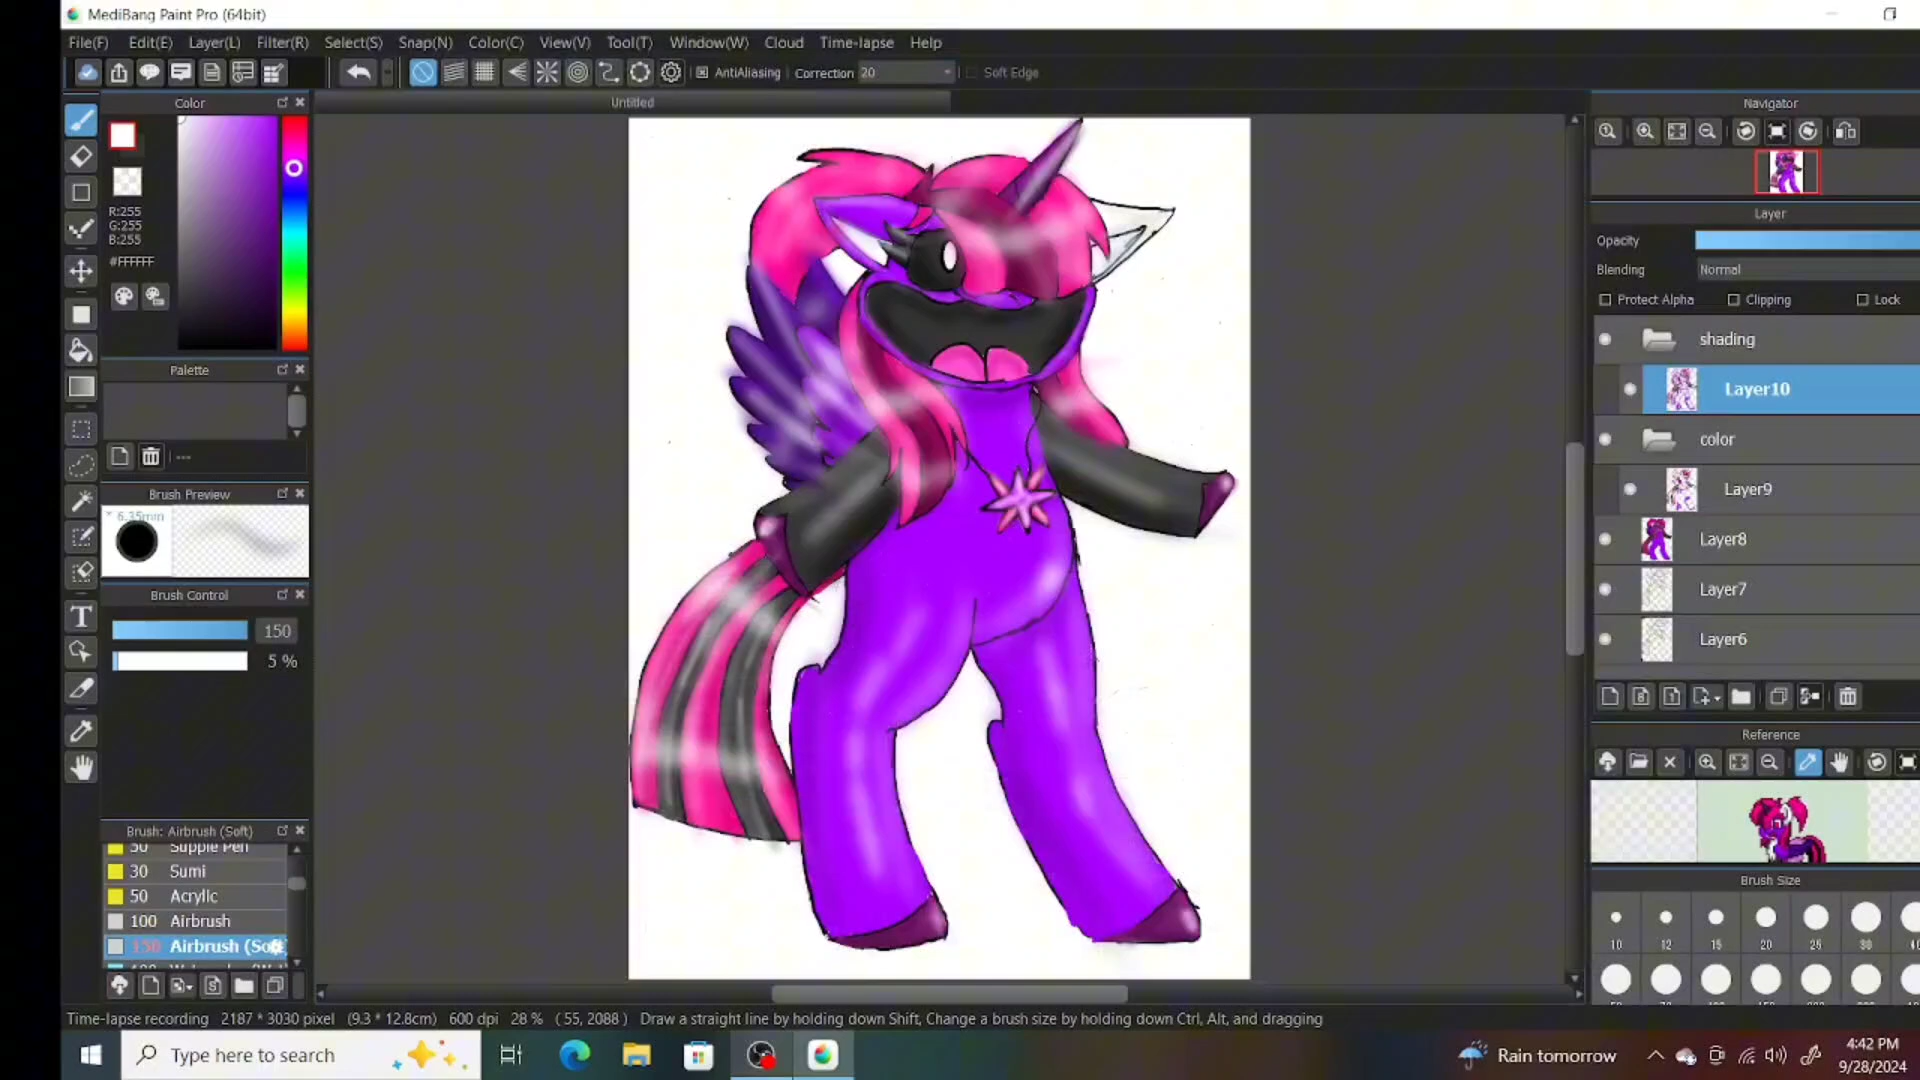 MediBang Paint Pro (64bit)
File(F) Edit(E) Layer(L) Filter(R) Select(S) Snap(N) Color(C) View(V) Tool(T) Window(W) Cloud Time-lapse Help
AntiAliasing Correction 20 Soft Edge
Color
Untitled
Navigator
R:255
G:255
B:255
#FFFFFF
Layer
Opacity
Blending Normal
Protect Alpha Clipping Lock
shading
Layer10
color
Layer9
Layer8
Layer7
Layer6
Palette
---
Brush Preview
* 6.35mm
Brush Control
150
5 %
Brush: Airbrush (Soft)
50 Supple Pen
30 Sumi
50 Acrylic
100 Airbrush
150 Airbrush (Soft
Reference
Brush Size
10 12 15 20 25 30
Time-lapse recording 2187 * 3030 pixel (9.3 * 12.8cm) 600 dpi 28 % ( 55, 2088 ) Draw a straight line by holding down Shift, Change a brush size by holding down Ctrl, Alt, and dragging
Type here to search
Rain tomorrow
4:42 PM
9/28/2024